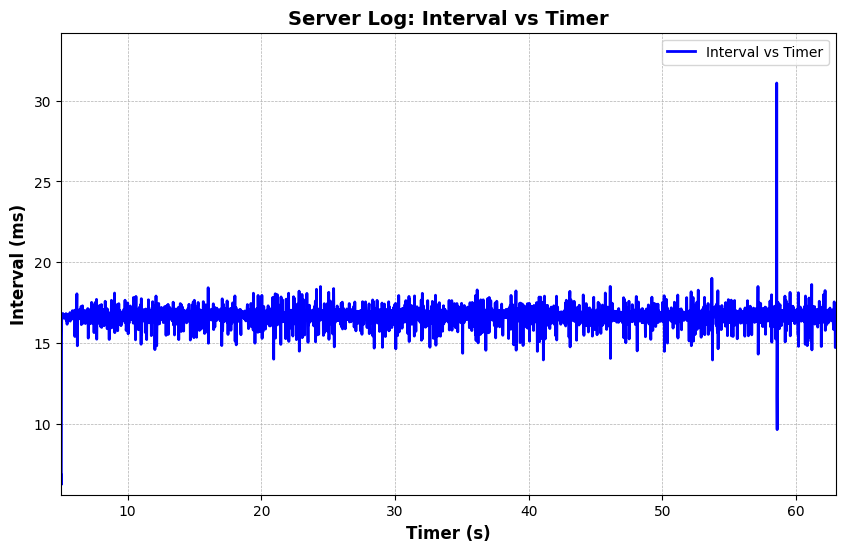 Server Log: Interval vs Timer
Interval vs Timer
30
25
20
15
10
Interval (ms)
10 20 30 40 50 60
Timer (s)